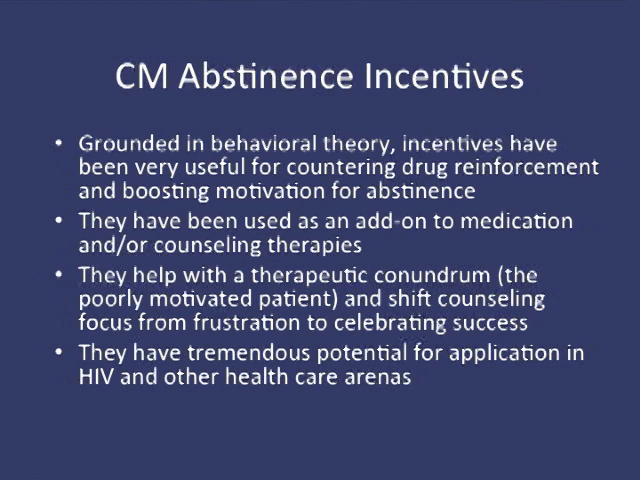 CM Abstinence Incentives
• Grounded in behavioral theory, incentives have
been very useful for countering drug reinforcement
and boosting motivation for abstinence
• They have been used as an add-on to medication
and/or counseling therapies
• They help with a therapeutic conundrum (the
poorly motivated patient) and shift counseling
focus from frustration to celebrating success
• They have tremendous potential for application in
HIV and other health care arenas